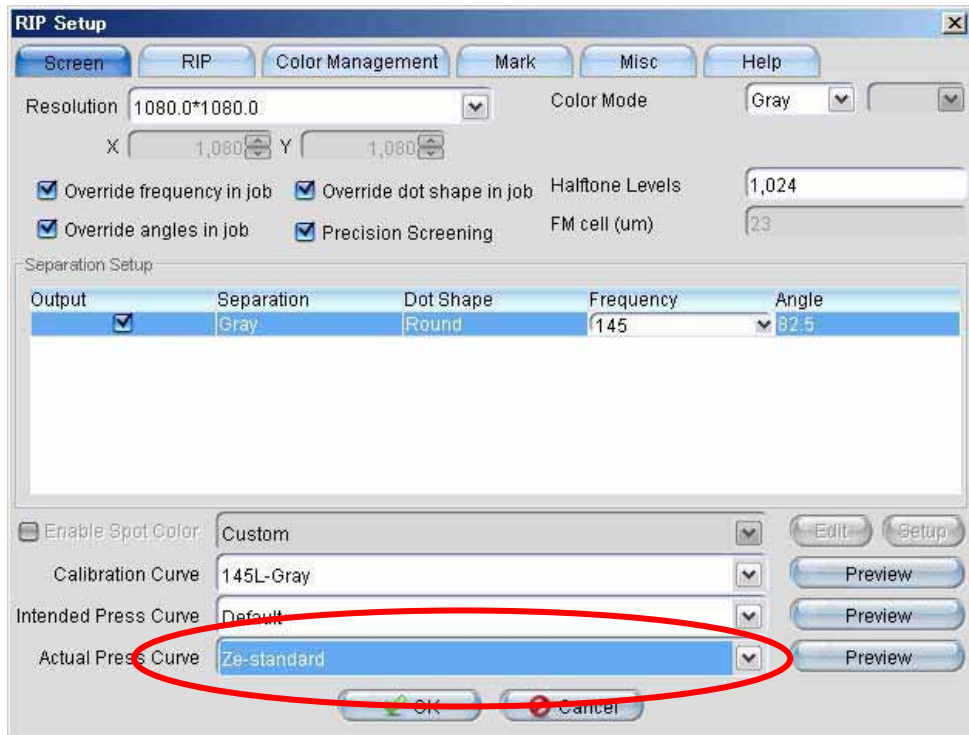 RIP Setup
Screen RIP Color Management Mark Misc Help
Resolution 1080.0*1080.0 Color Mode Gray
X 1,080 Y 1,080
Override frequency in job Override dot shape in job Halftone Levels 1,024
Override angles in job Precision Screening FM cell (um) 23
Separation Setup
Output Separation Dot Shape Frequency Angle
Gray Round 145 82.5
Enable Spot Color Custom Edit Setup
Calibration Curve 145L-Gray Preview
Intended Press Curve Default Preview
Actual Press Curve Ze-standard Preview
OK Cancel